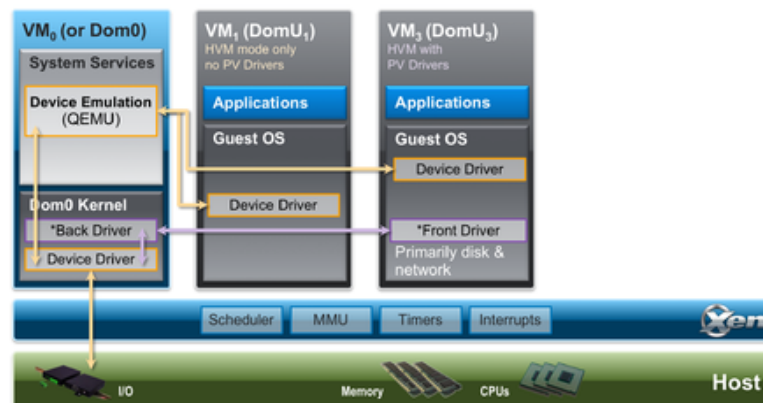 VM0 (or Dom0)
System Services
Device Emulation
(QEMU)
Dom0 Kernel
*Back Driver
Device Driver
VM1 (DomU1)
HVM mode only
no PV Drivers
Applications
Guest OS
Device Driver
VM3 (DomU3)
HVM with
PV Drivers
Applications
Guest OS
Device Driver
*Front Driver
Primarily disk &
network
Scheduler
MMU
Timers
Interrupts
Xen
I/O
Memory
CPUs
Host